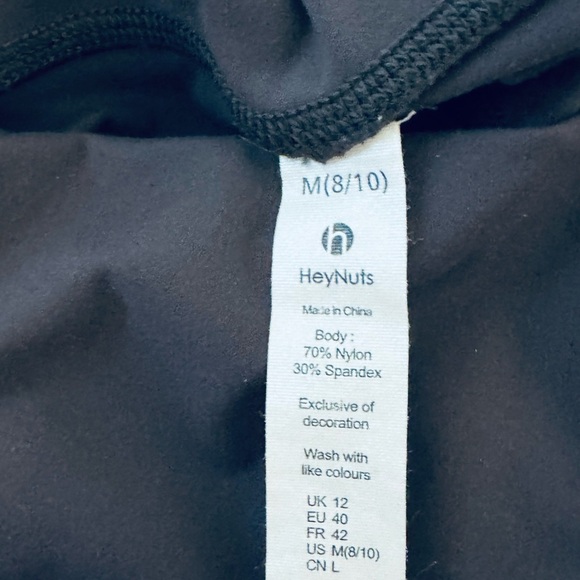 M(8/10)
h
HeyNuts
Made in China
Body :
70% Nylon
30% Spandex
Exclusive of
decoration
Wash with
like colours
UK 12
EU 40
FR 42
US M(8/10)
CN L